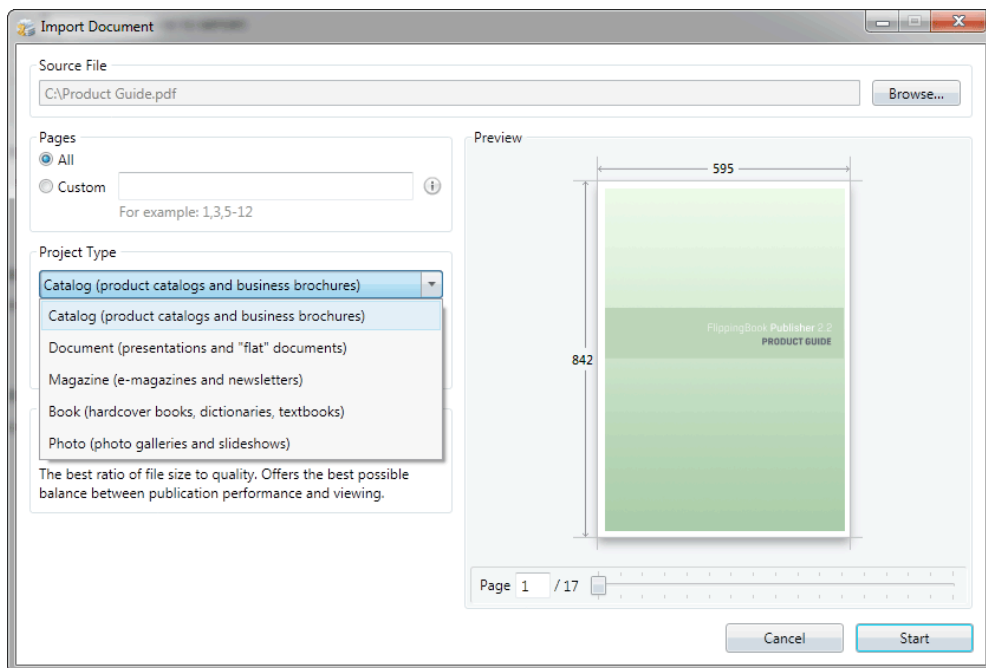 Import Document
Source File
C:\Product Guide.pdf
Browse...
Pages
All
Custom
For example: 1,3,5-12
Project Type
Catalog (product catalogs and business brochures)
Catalog (product catalogs and business brochures)
Document (presentations and "flat" documents)
Magazine (e-magazines and newsletters)
Book (hardcover books, dictionaries, textbooks)
Photo (photo galleries and slideshows)
The best ratio of file size to quality. Offers the best possible
balance between publication performance and viewing.
Preview
595
842
FlippingBook Publisher 2.2
PRODUCT GUIDE
Page 1 / 17
Cancel
Start